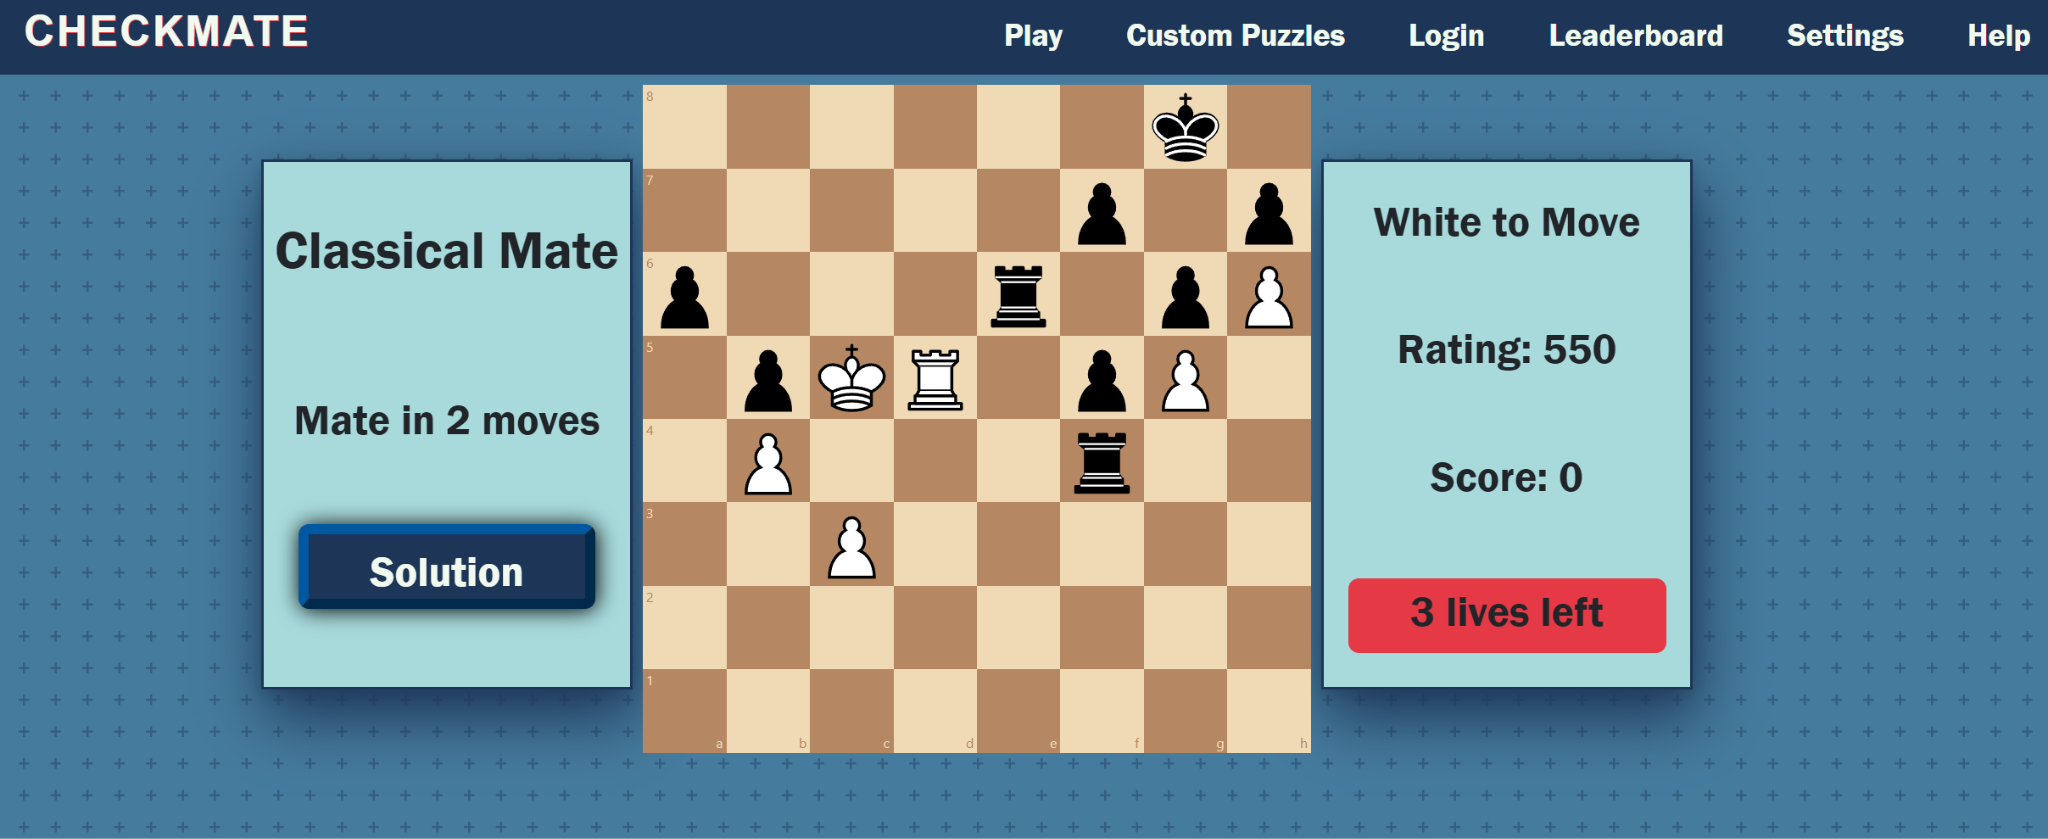 CHECKMATE
Play Custom Puzzles Login Leaderboard Settings Help
Classical Mate
Mate in 2 moves
Solution
8
7
6
5
4
3
2
1
a b c d e f g h
White to Move
Rating: 550
Score: 0
3 lives left